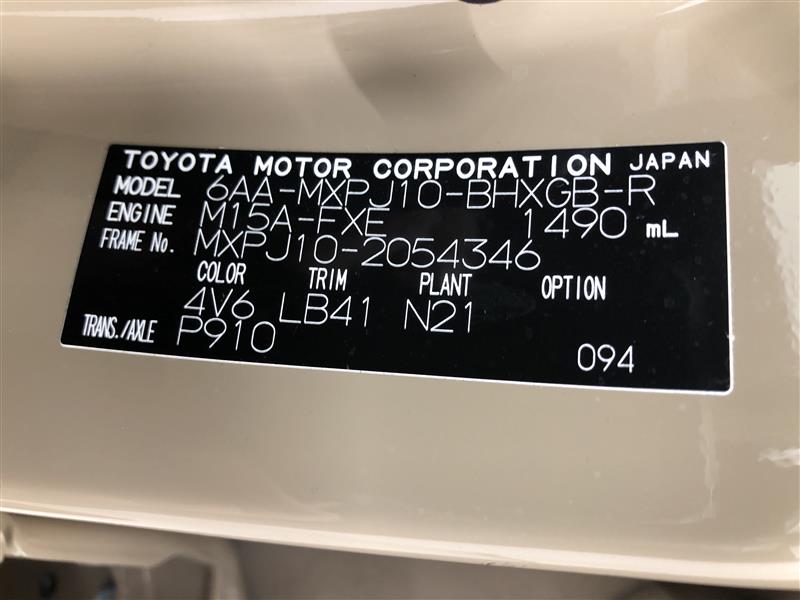 TOYOTA MOTOR CORPORATION JAPAN
MODEL 6AA-MXPJ10-BHXGB-R
ENGINE M15A-FXE 1490 mL
FRAME No. MXPJ10-2054346
COLOR TRIM PLANT OPTION
4V6 LB41 N21
TRANS./AXLE P910
094